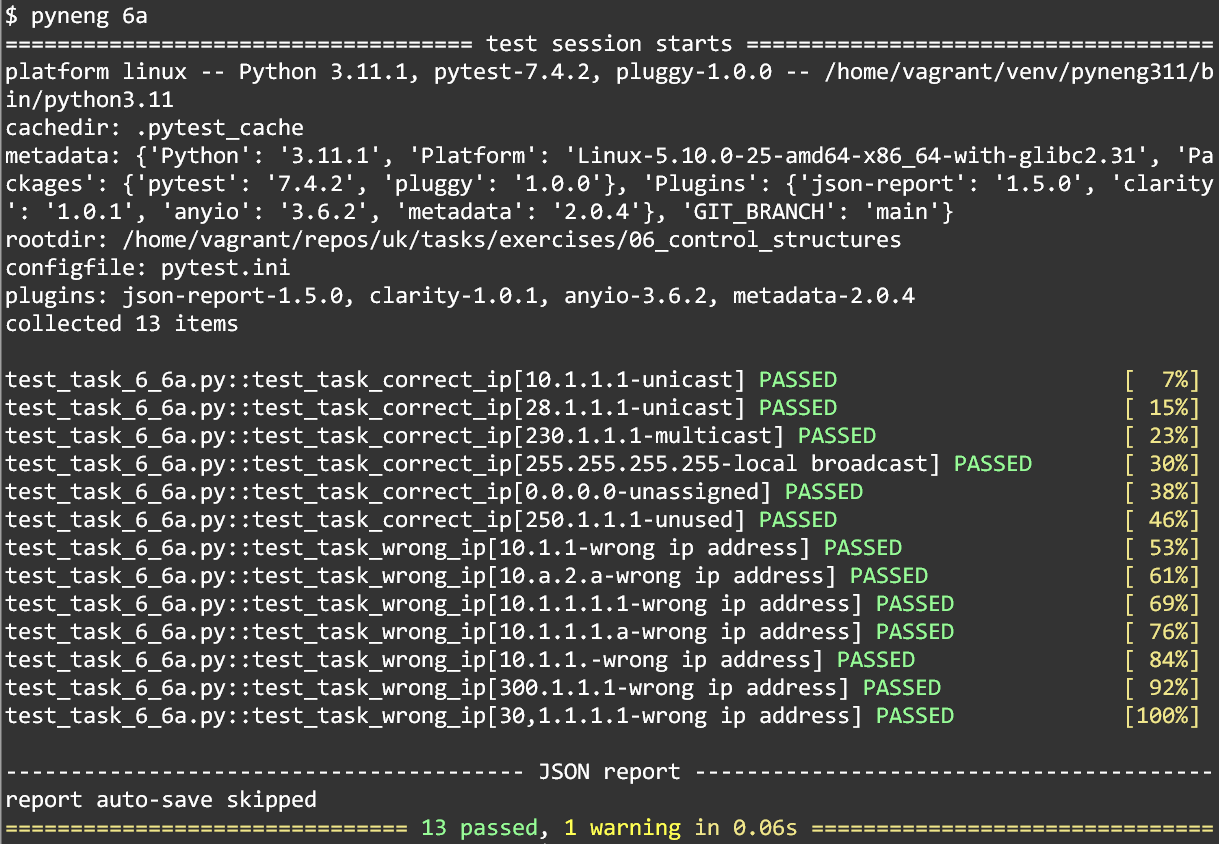 $ pyneng 6a
==================================== test session starts ====================================
platform linux -- Python 3.11.1, pytest-7.4.2, pluggy-1.0.0 -- /home/vagrant/venv/pyneng311/b
in/python3.11
cachedir: .pytest_cache
metadata: {'Python': '3.11.1', 'Platform': 'Linux-5.10.0-25-amd64-x86_64-with-glibc2.31', 'Pa
ckages': {'pytest': '7.4.2', 'pluggy': '1.0.0'}, 'Plugins': {'json-report': '1.5.0', 'clarity
': '1.0.1', 'anyio': '3.6.2', 'metadata': '2.0.4'}, 'GIT_BRANCH': 'main'}
rootdir: /home/vagrant/repos/uk/tasks/exercises/06_control_structures
configfile: pytest.ini
plugins: json-report-1.5.0, clarity-1.0.1, anyio-3.6.2, metadata-2.0.4
collected 13 items

test_task_6_6a.py::test_task_correct_ip[10.1.1.1-unicast] PASSED                      [  7%]
test_task_6_6a.py::test_task_correct_ip[28.1.1.1-unicast] PASSED                      [ 15%]
test_task_6_6a.py::test_task_correct_ip[230.1.1.1-multicast] PASSED                   [ 23%]
test_task_6_6a.py::test_task_correct_ip[255.255.255.255-local broadcast] PASSED       [ 30%]
test_task_6_6a.py::test_task_correct_ip[0.0.0.0-unassigned] PASSED                    [ 38%]
test_task_6_6a.py::test_task_correct_ip[250.1.1.1-unused] PASSED                      [ 46%]
test_task_6_6a.py::test_task_wrong_ip[10.1.1-wrong ip address] PASSED                 [ 53%]
test_task_6_6a.py::test_task_wrong_ip[10.a.2.a-wrong ip address] PASSED               [ 61%]
test_task_6_6a.py::test_task_wrong_ip[10.1.1.1.1-wrong ip address] PASSED             [ 69%]
test_task_6_6a.py::test_task_wrong_ip[10.1.1.1.a-wrong ip address] PASSED             [ 76%]
test_task_6_6a.py::test_task_wrong_ip[10.1.1.-wrong ip address] PASSED                [ 84%]
test_task_6_6a.py::test_task_wrong_ip[300.1.1.1-wrong ip address] PASSED              [ 92%]
test_task_6_6a.py::test_task_wrong_ip[30,1.1.1.1-wrong ip address] PASSED             [100%]

---------------------------------------- JSON report ----------------------------------------
report auto-save skipped
=============================== 13 passed, 1 warning in 0.06s ===============================